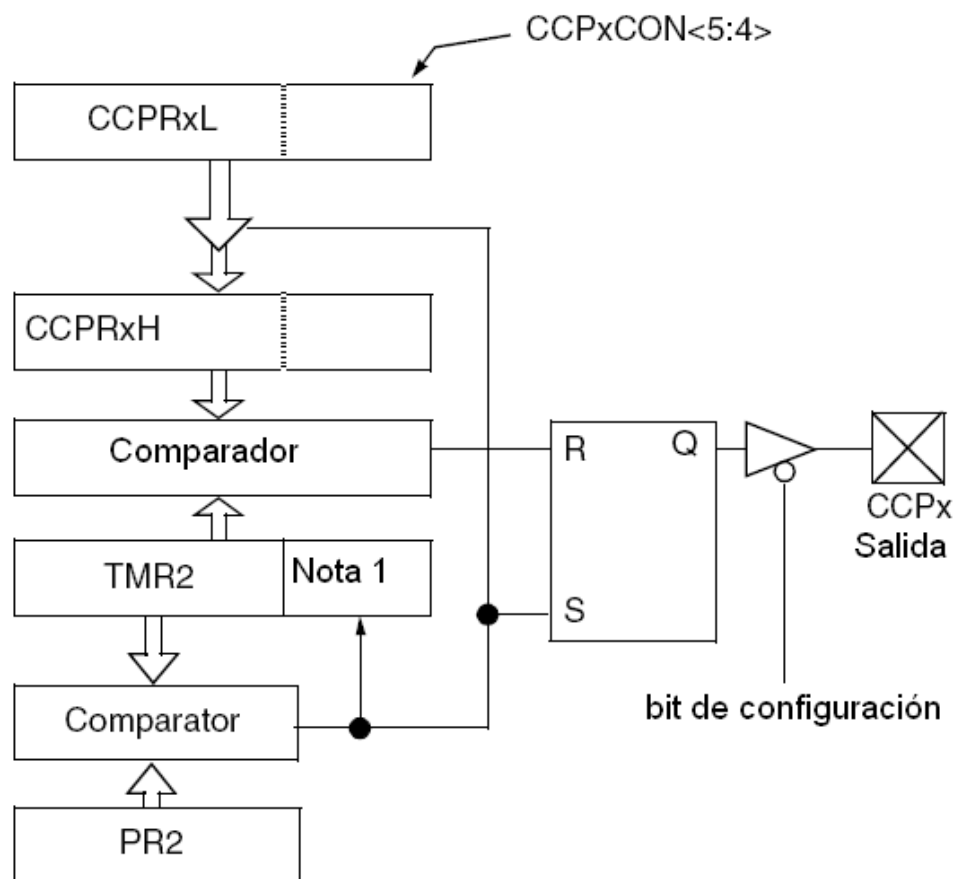 CCPxCON<5:4>
CCPRxL
CCPRxH
Comparador
R
Q
CCPx
Salida
TMR2
Nota 1
S
Comparator
bit de configuración
PR2